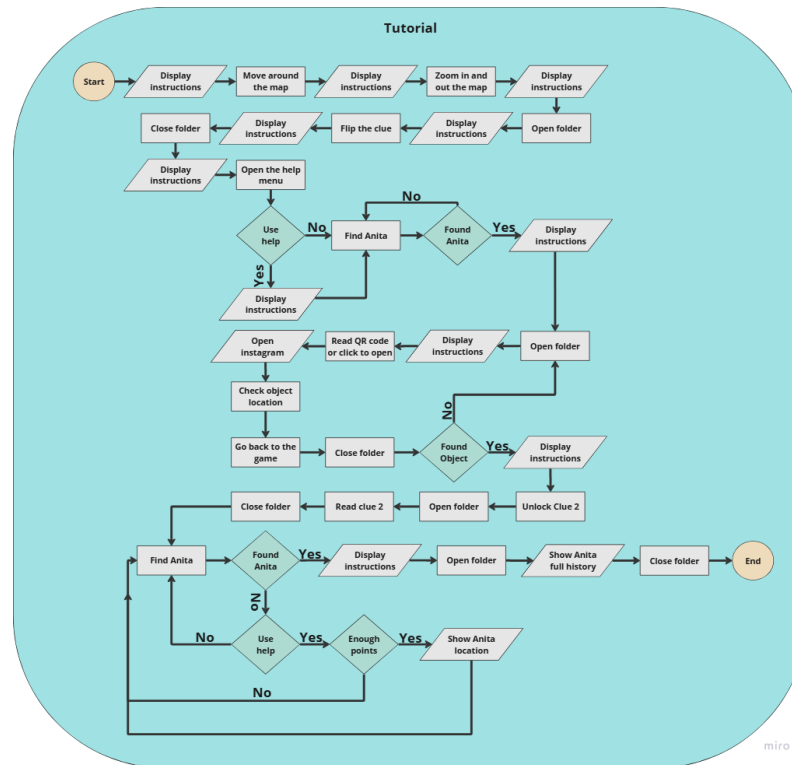 Tutorial
Start
Display
instructions
Move around
the map
Display
instructions
Zoom in and
out the map
Display
instructions
Close folder
Display
instructions
Flip the clue
Display
instructions
Open folder
Display
instructions
Open the help
menu
No
Use
help
No
Find Anita
Found
Anita
Yes
Display
instructions
Yes
Display
instructions
Open
instagram
Read QR code
or click to open
Display
instructions
Open folder
Check object
location
No
Go back to the
game
Close folder
Found
Object
Yes
Display
instructions
Close folder
Read clue 2
Open folder
Unlock Clue 2
Find Anita
Found
Anita
Yes
Display
instructions
Open folder
Show Anita
full history
Close folder
End
No
No
Use
help
Yes
Enough
points
Yes
Show Anita
location
No
miro